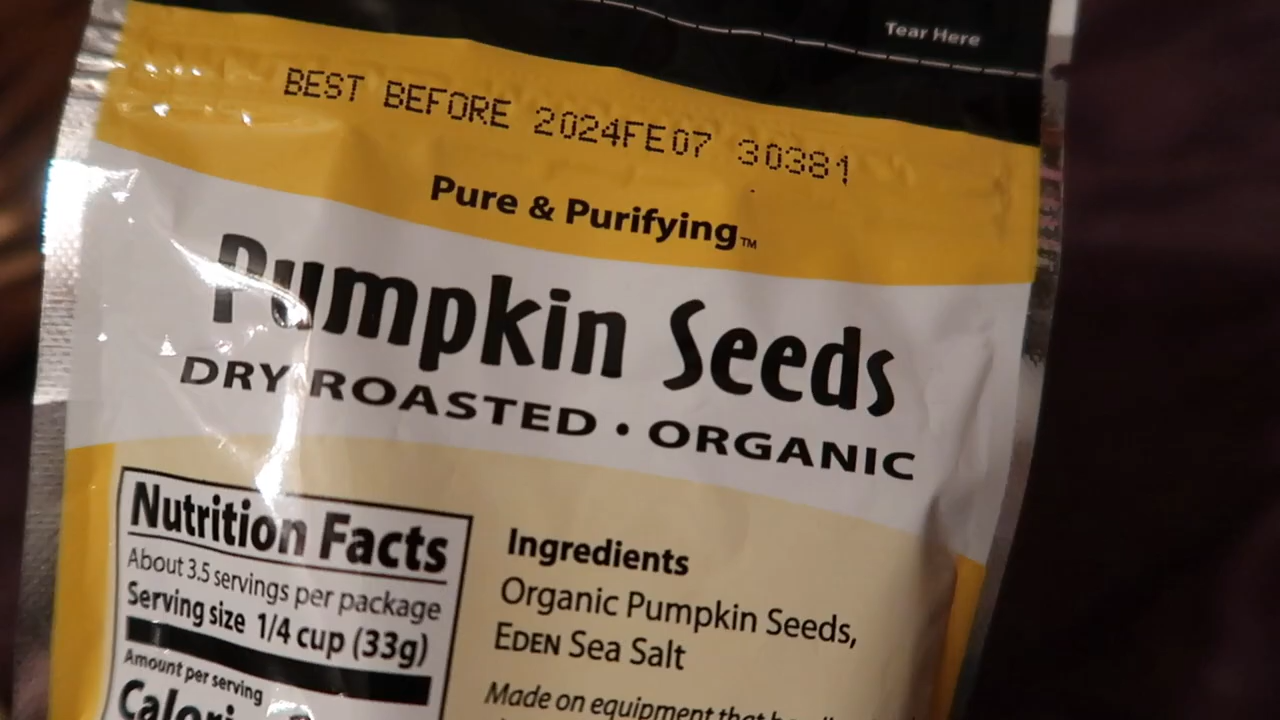 Tear Here
BEST BEFORE 2024FE07 30381
Pure & Purifying™
Pumpkin Seeds
DRY ROASTED • ORGANIC
Nutrition Facts
About 3.5 servings per package
Serving size 1/4 cup (33g)
Amount per serving
Ingredients
Organic Pumpkin Seeds,
EDEN Sea Salt
Made on equipment that